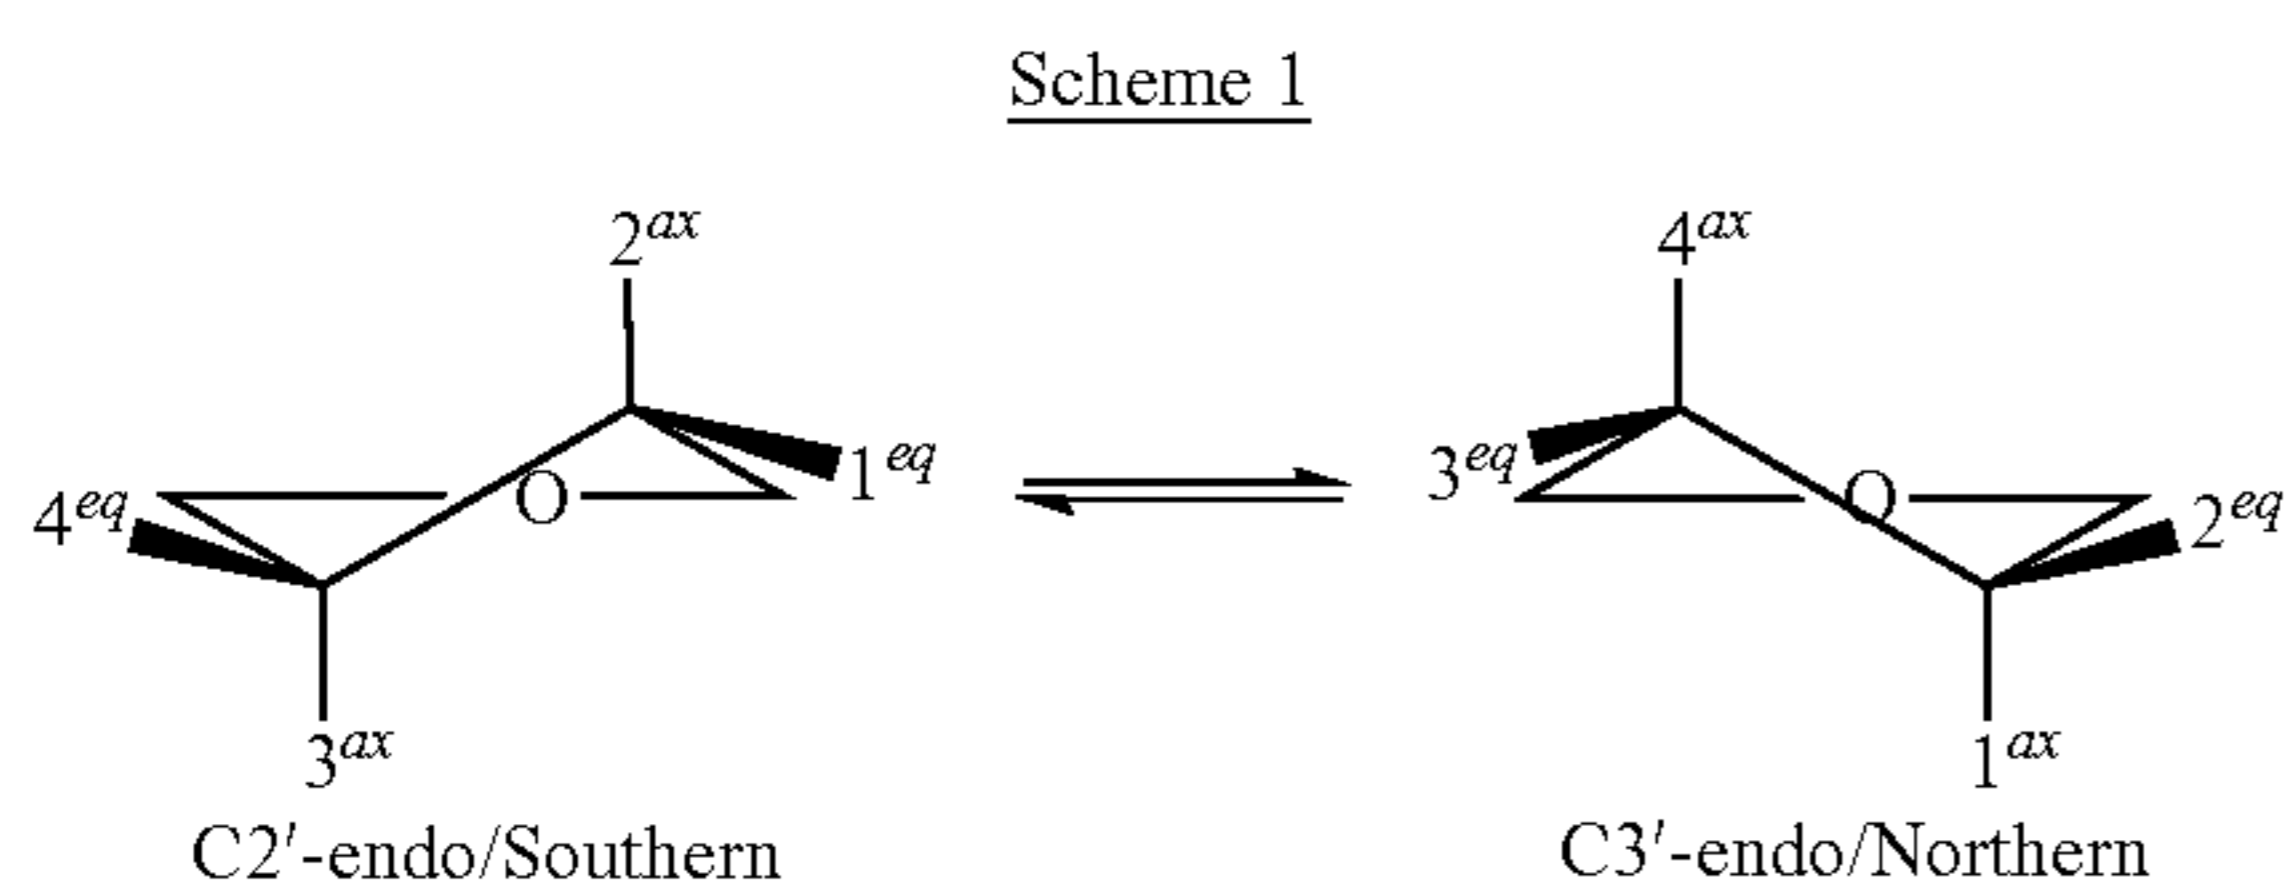 Scheme 1
2ax
4ax
4eq
O
1eq
3eq
O
2eq
3ax
1ax
C2′-endo/Southern
C3′-endo/Northern